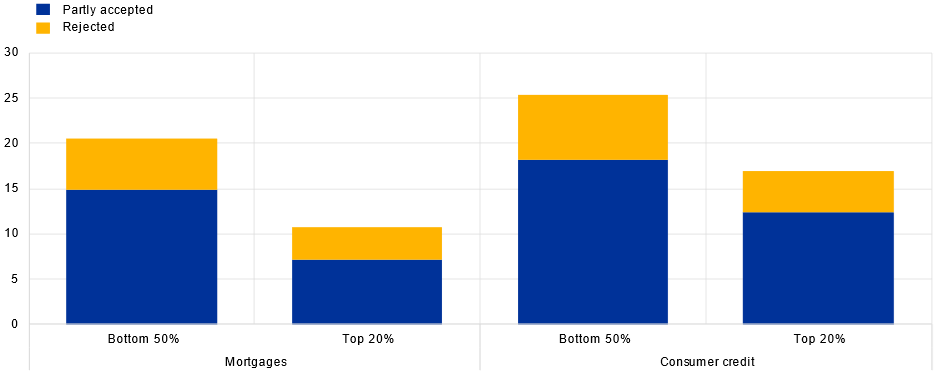 Partly accepted
Rejected
30
25
20
15
10
5
0
Bottom 50%
Top 20%
Bottom 50%
Top 20%
Mortgages
Consumer credit